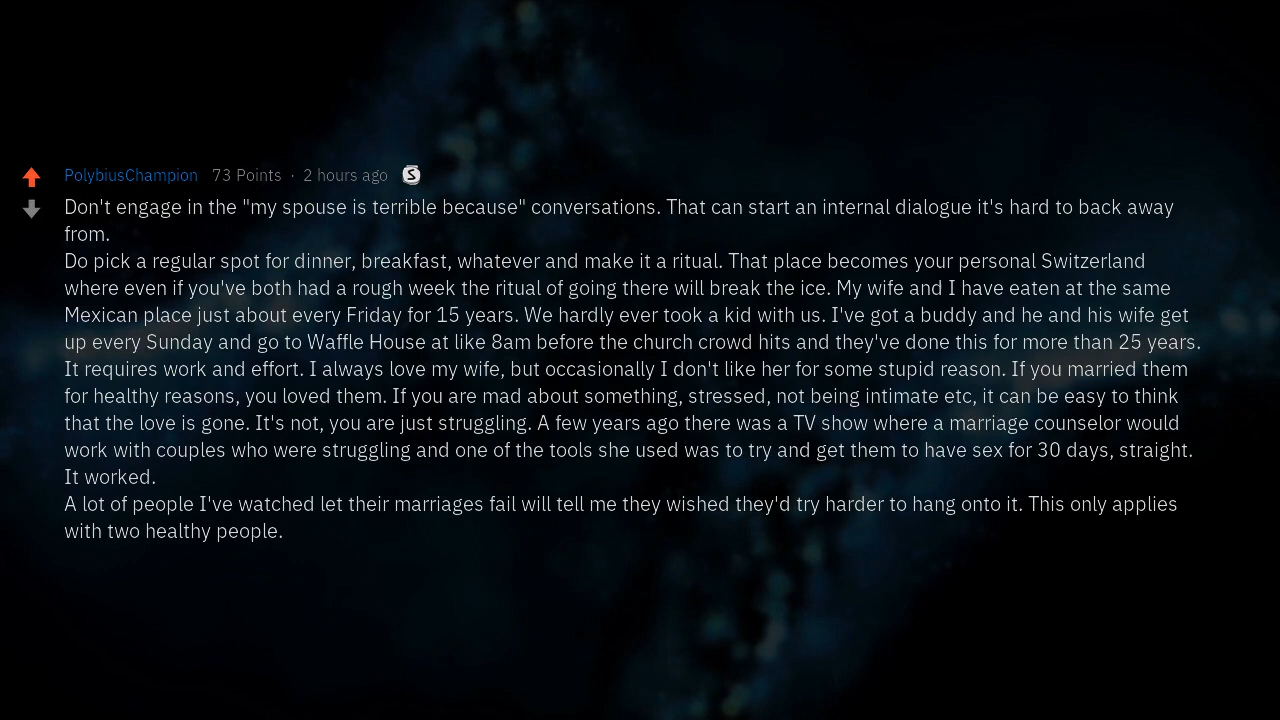 PolybiusChampion 73 Points · 2 hours ago S
Don't engage in the "my spouse is terrible because" conversations. That can start an internal dialogue it's hard to back away
from.
Do pick a regular spot for dinner, breakfast, whatever and make it a ritual. That place becomes your personal Switzerland
where even if you've both had a rough week the ritual of going there will break the ice. My wife and I have eaten at the same
Mexican place just about every Friday for 15 years. We hardly ever took a kid with us. I've got a buddy and he and his wife get
up every Sunday and go to Waffle House at like 8am before the church crowd hits and they've done this for more than 25 years.
It requires work and effort. I always love my wife, but occasionally I don't like her for some stupid reason. If you married them
for healthy reasons, you loved them. If you are mad about something, stressed, not being intimate etc, it can be easy to think
that the love is gone. It's not, you are just struggling. A few years ago there was a TV show where a marriage counselor would
work with couples who were struggling and one of the tools she used was to try and get them to have sex for 30 days, straight.
It worked.
A lot of people I've watched let their marriages fail will tell me they wished they'd try harder to hang onto it. This only applies
with two healthy people.